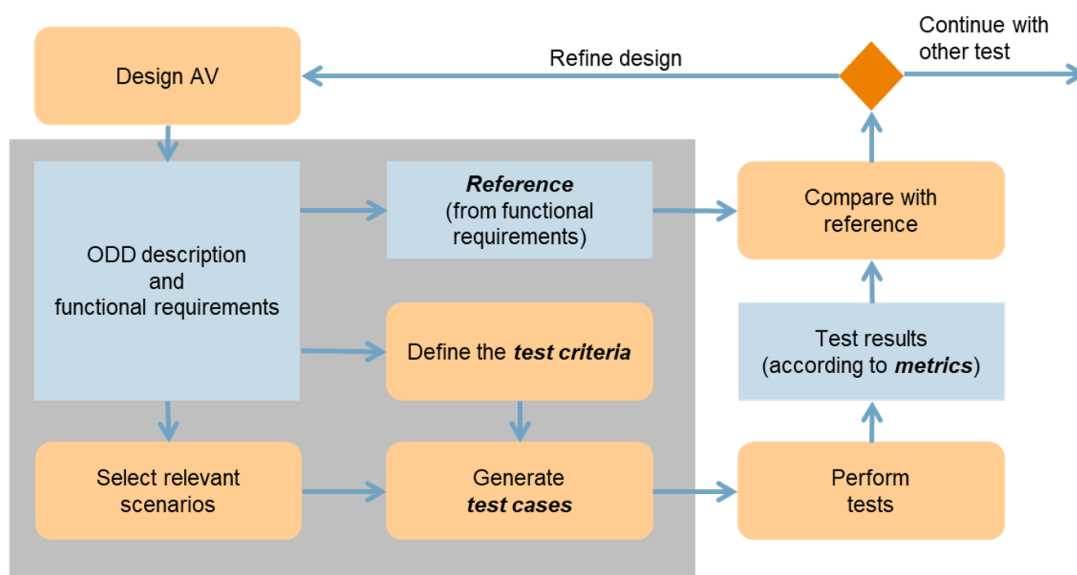 Continue with
other test
Refine design
Design AV
Reference
(from functional
requirements)
Compare with
reference
ODD description
and
functional requirements
Define the test criteria
Test results
(according to metrics)
Select relevant
scenarios
Generate
test cases
Perform
tests